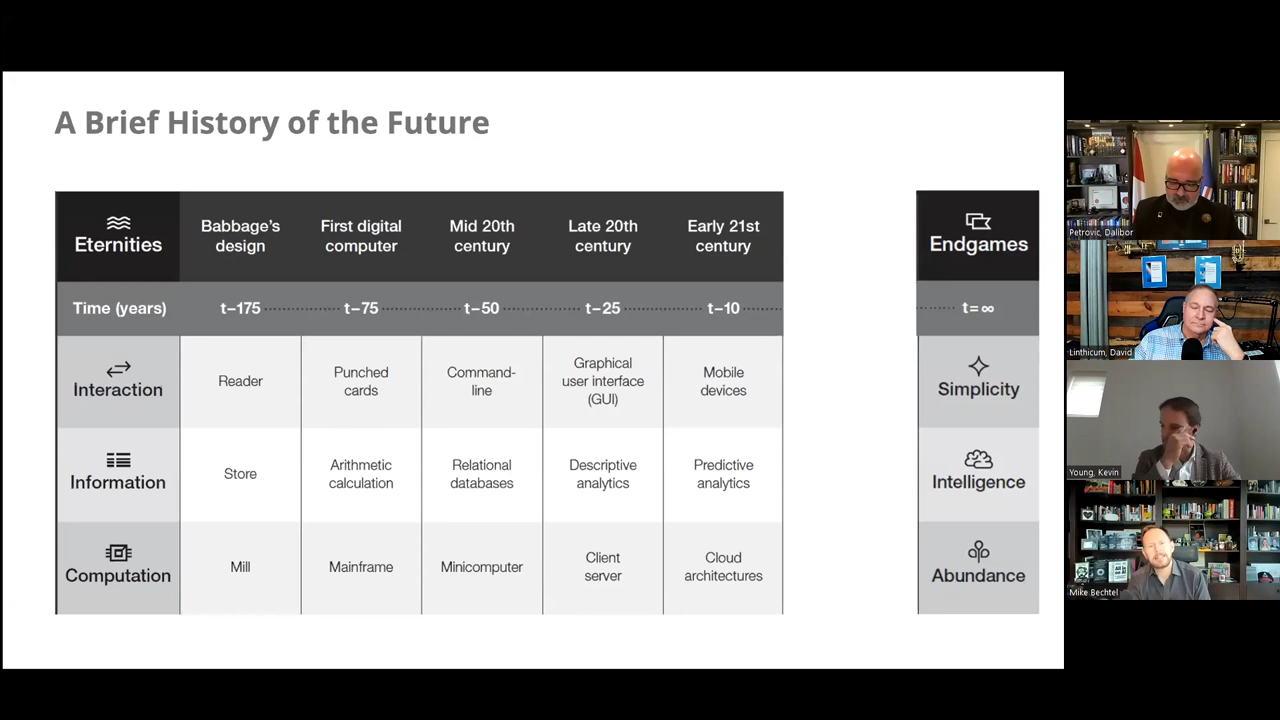 A Brief History of the Future
Eternities
Babbage's
design
First digital
computer
Mid 20th
century
Late 20th
century
Early 21st
century
Endgames
Time (years)
t–175
t–75
t–50
t–25
t–10
t=∞
Interaction
Reader
Punched
cards
Command-
line
Graphical
user interface
(GUI)
Mobile
devices
Simplicity
Information
Store
Arithmetic
calculation
Relational
databases
Descriptive
analytics
Predictive
analytics
Intelligence
Computation
Mill
Mainframe
Minicomputer
Client
server
Cloud
architectures
Abundance
Petrovic, Dalibor
Linthicum, David
Young, Kevin
Mike Bechtel